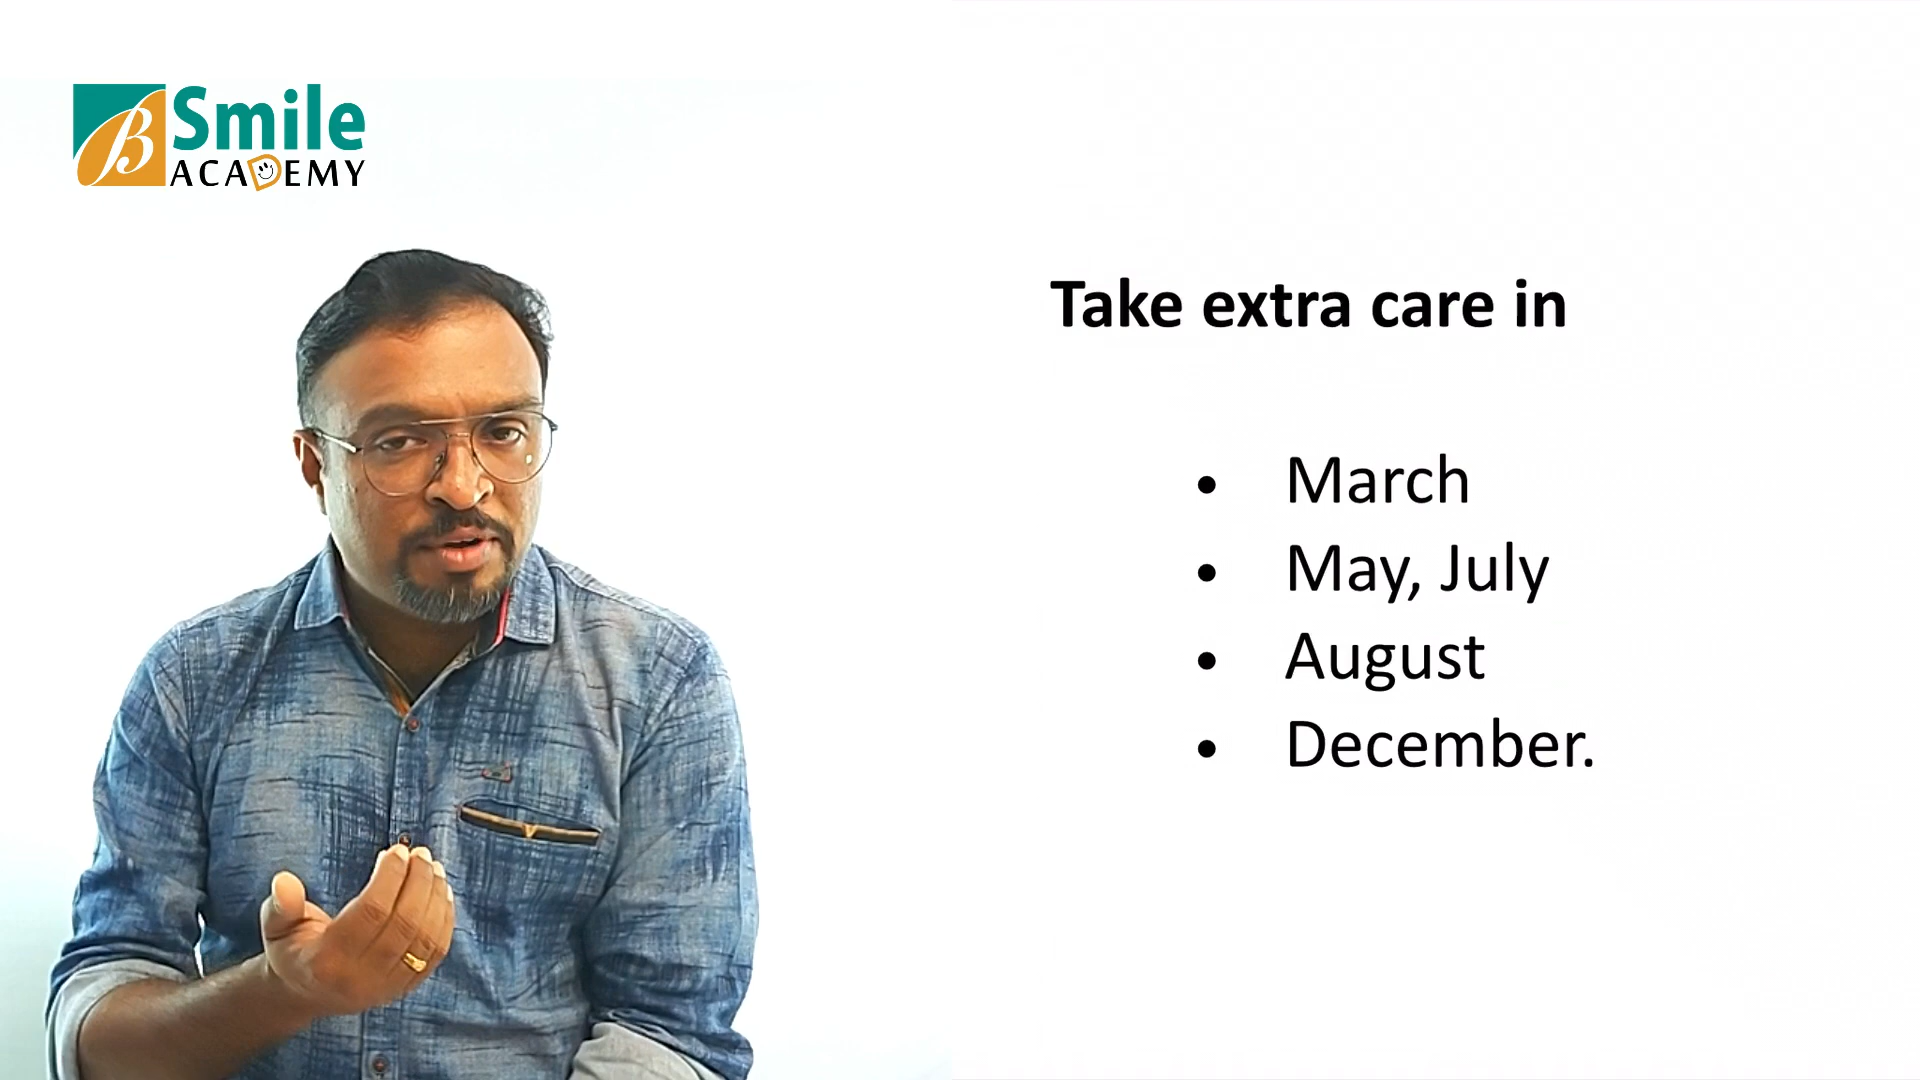 B Smile
ACADEMY
Take extra care in
• March
• May, July
• August
• December.